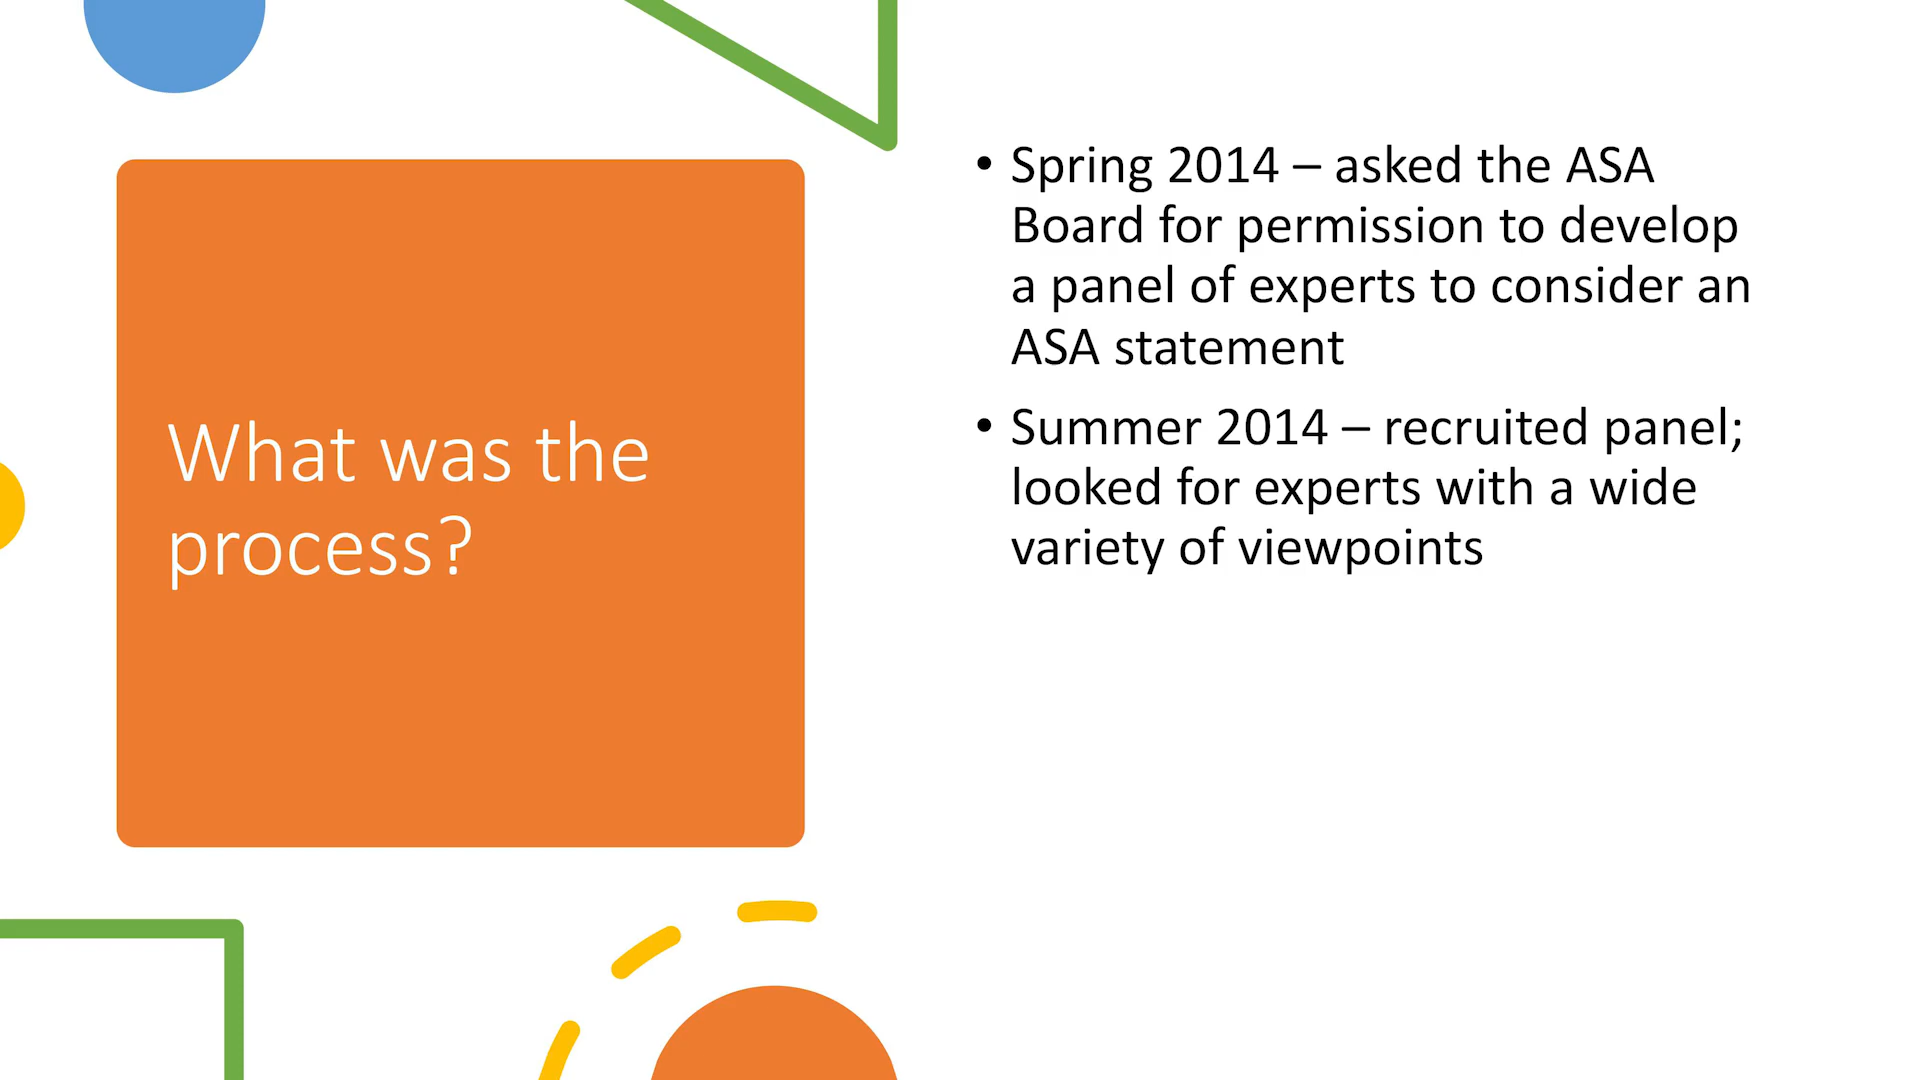 What was the
process?
• Spring 2014 – asked the ASA
Board for permission to develop
a panel of experts to consider an
ASA statement
• Summer 2014 – recruited panel;
looked for experts with a wide
variety of viewpoints